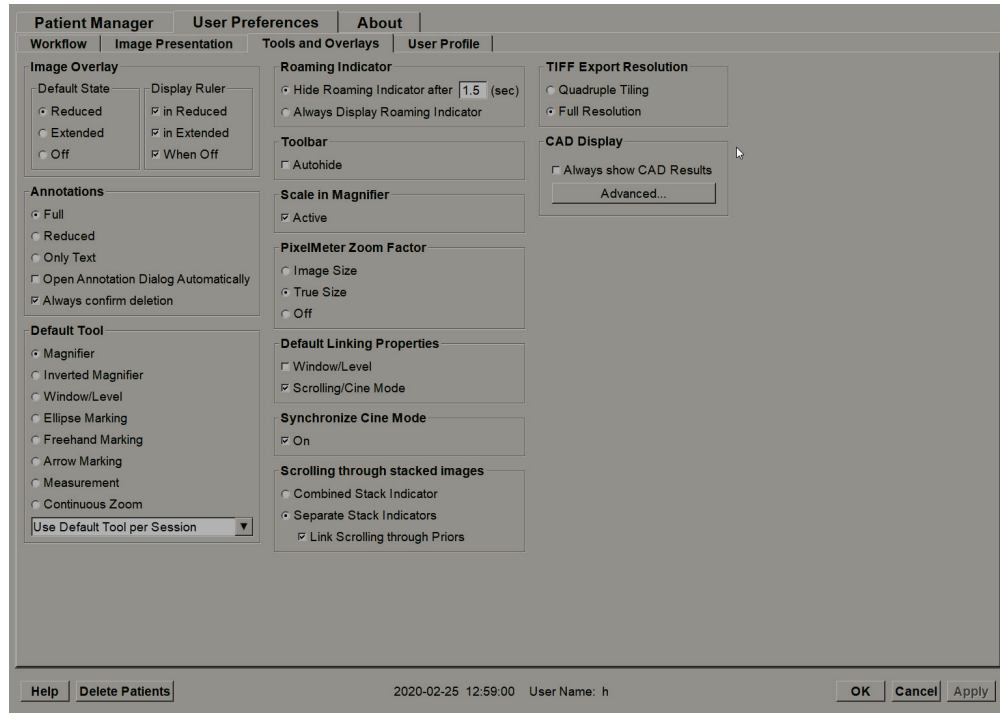 Patient Manager
User Preferences
About
Workflow
Image Presentation
Tools and Overlays
User Profile
Image Overlay
Default State
Reduced
Extended
Off
Display Ruler
in Reduced
in Extended
When Off
Annotations
Full
Reduced
Only Text
Open Annotation Dialog Automatically
Always confirm deletion
Default Tool
Magnifier
Inverted Magnifier
Window/Level
Ellipse Marking
Freehand Marking
Arrow Marking
Measurement
Continuous Zoom
Use Default Tool per Session
Roaming Indicator
Hide Roaming Indicator after 1.5 (sec)
Always Display Roaming Indicator
Toolbar
Autohide
Scale in Magnifier
Active
PixelMeter Zoom Factor
Image Size
True Size
Off
Default Linking Properties
Window/Level
Scrolling/Cine Mode
Synchronize Cine Mode
On
Scrolling through stacked images
Combined Stack Indicator
Separate Stack Indicators
Link Scrolling through Priors
TIFF Export Resolution
Quadruple Tiling
Full Resolution
CAD Display
Always show CAD Results
Advanced...
Help
Delete Patients
2020-02-25 12:59:00 User Name: h
OK
Cancel
Apply